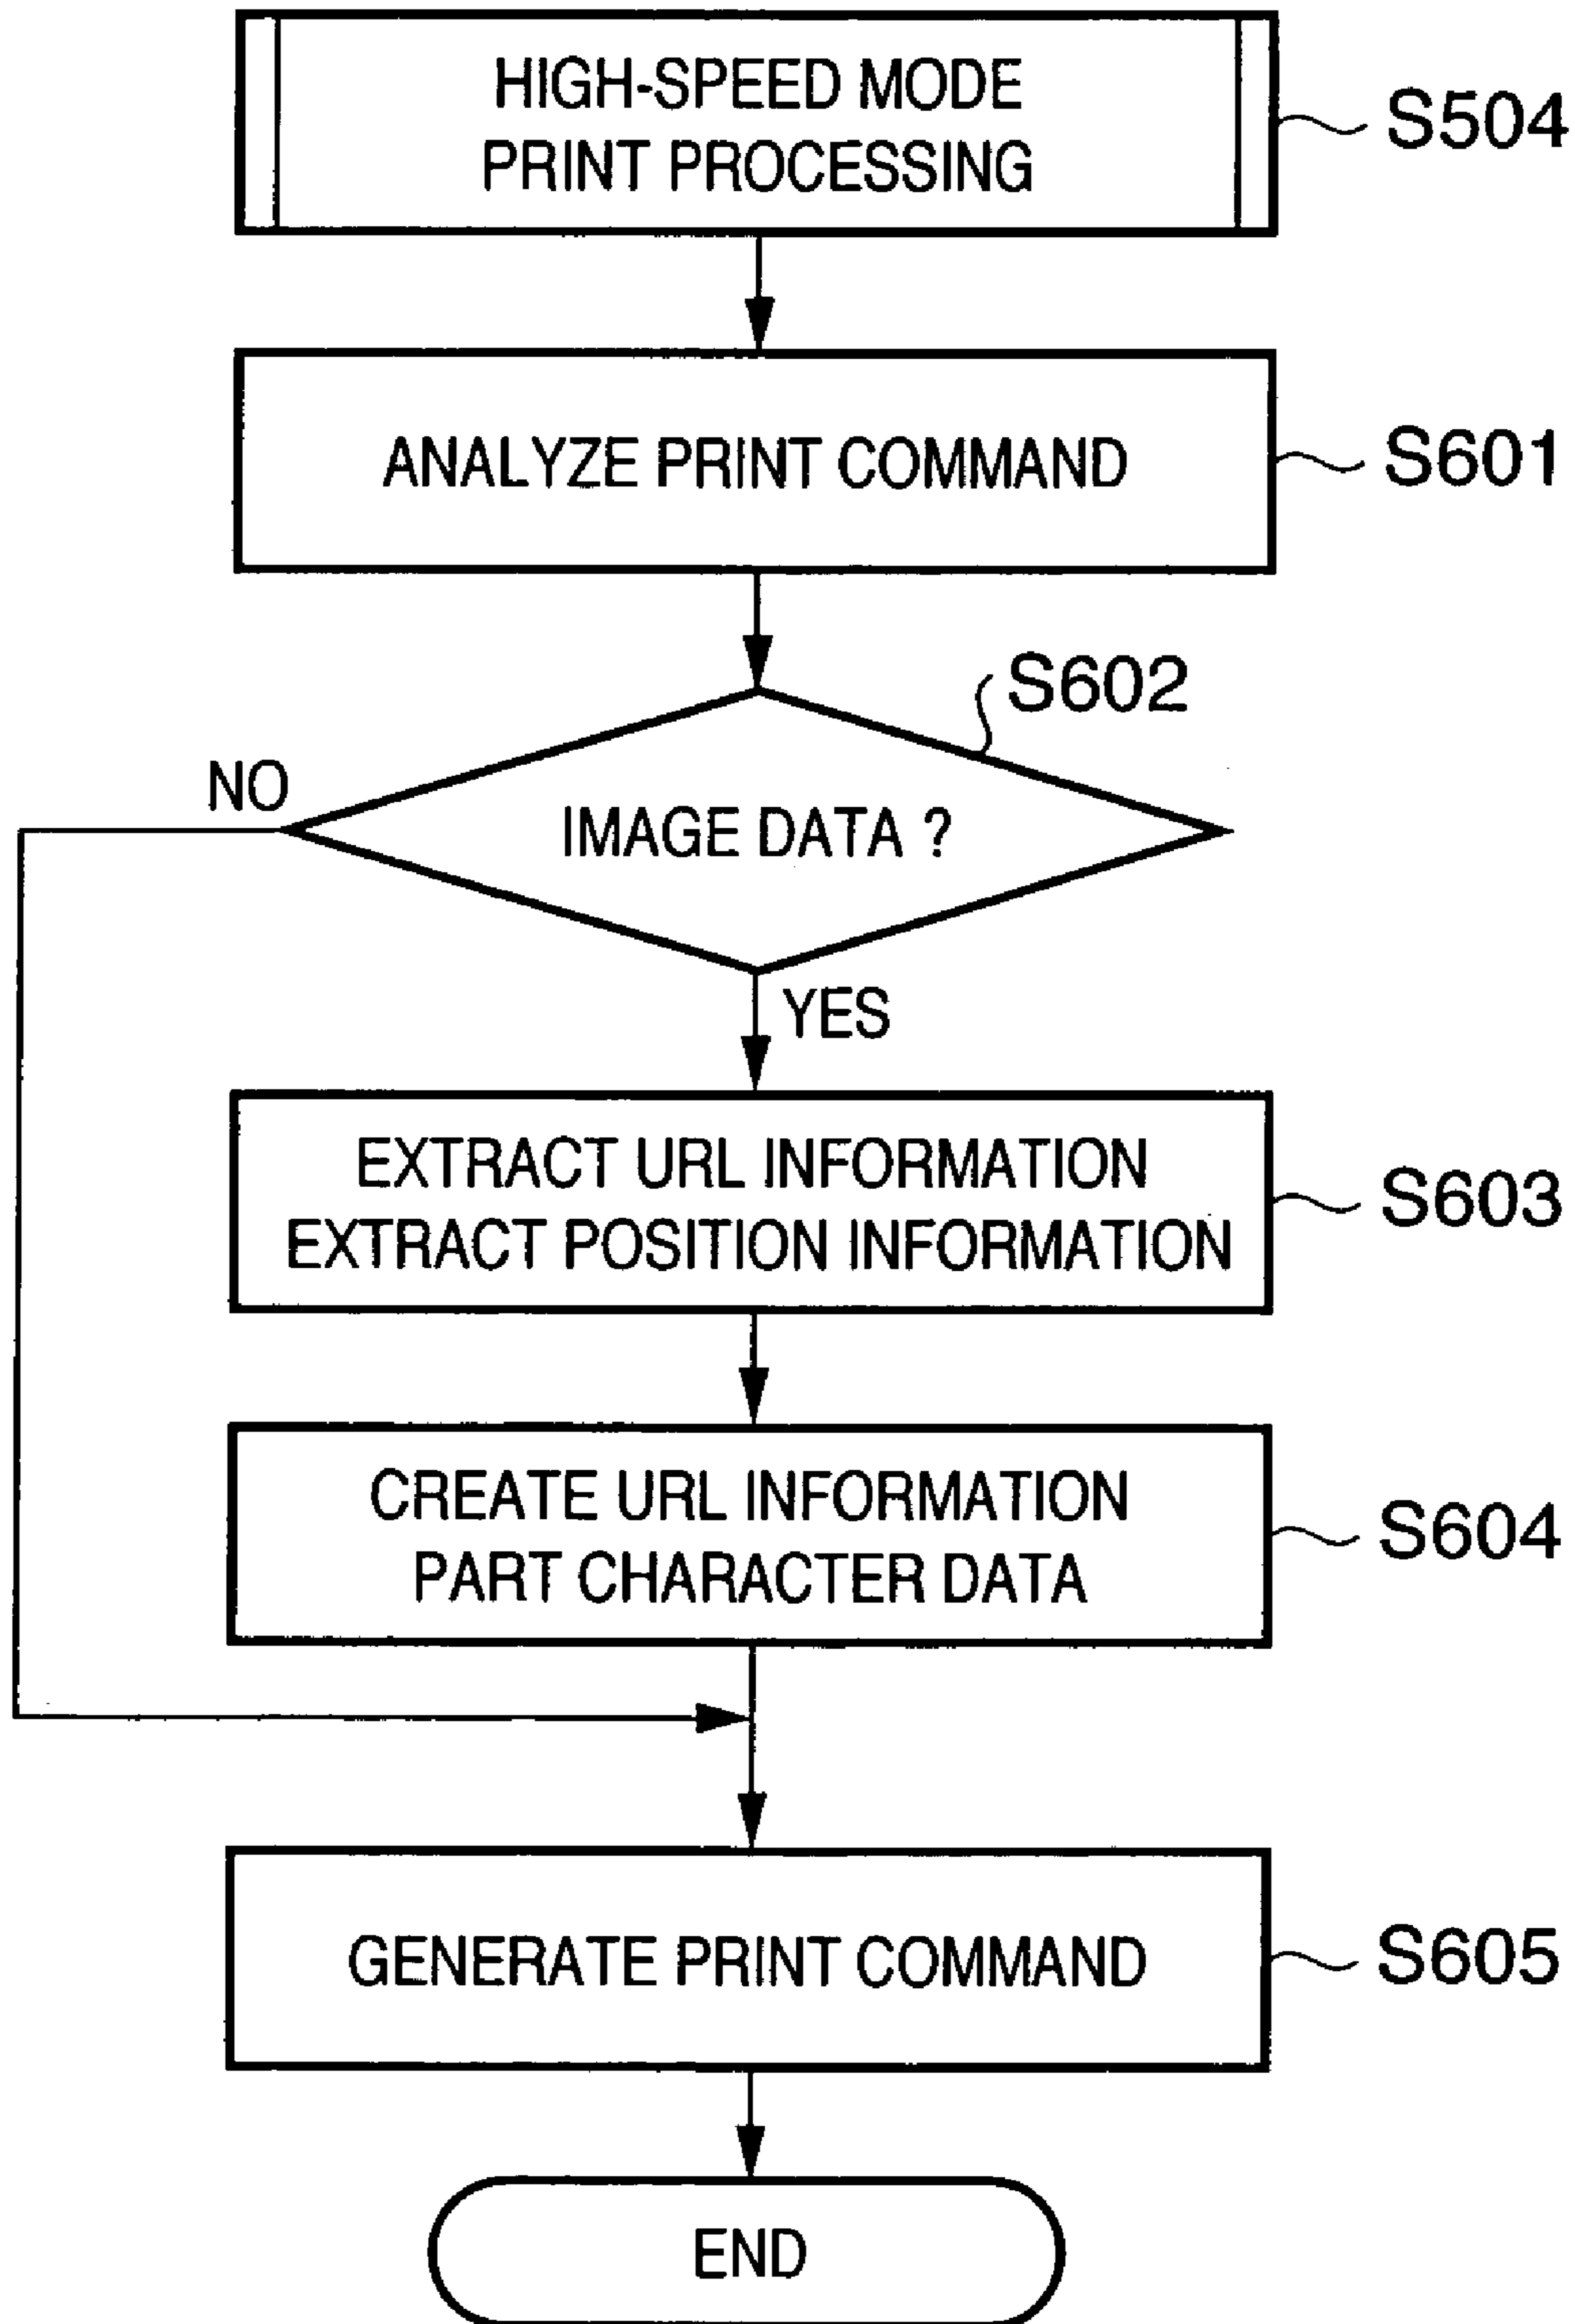 HIGH-SPEED MODE
PRINT PROCESSING
S504
ANALYZE PRINT COMMAND
S601
S602
NO
IMAGE DATA ?
YES
EXTRACT URL INFORMATION
EXTRACT POSITION INFORMATION
S603
CREATE URL INFORMATION
PART CHARACTER DATA
S604
GENERATE PRINT COMMAND
S605
END